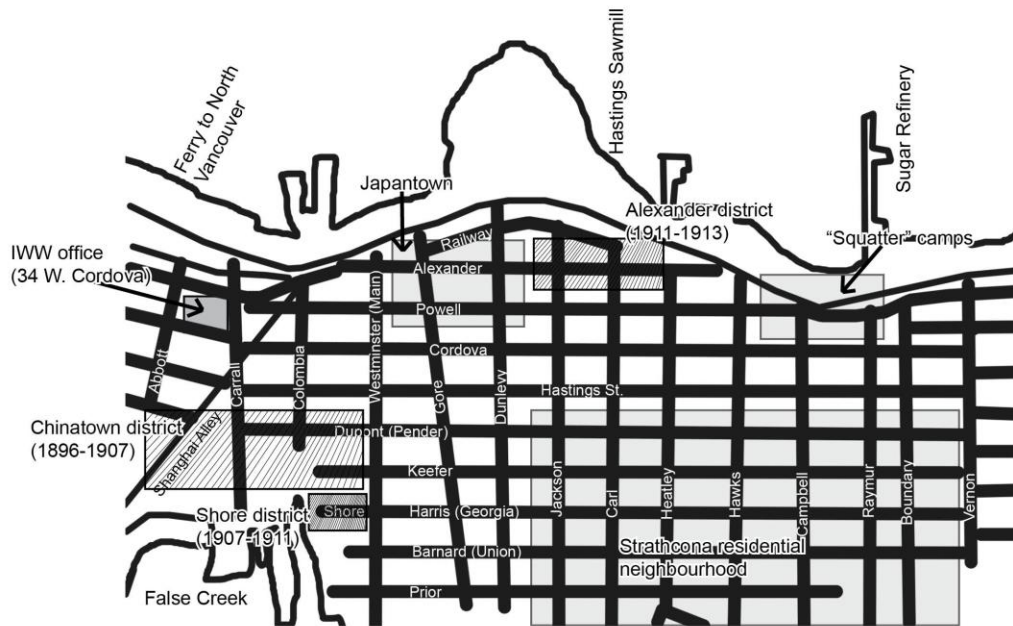 Ferry to North
Vancouver
Hastings Sawmill
Sugar Refinery
Japantown
Alexander district
(1911-1913)
"Squatter" camps
IWW office
(34 W. Cordova)
Railway
Alexander
Powell
Cordova
Hastings St.
Dupont (Pender)
Keefer
Harris (Georgia)
Barnard (Union)
Prior
Abbott
Carrall
Colombia
Westminster (Main)
Gore
Dunlevy
Jackson
Carl
Heatley
Hawks
Campbell
Raymur
Boundary
Vernon
Chinatown district
(1896-1907)
Shanghai Alley
Shore district
(1907-1911)
Shore
Strathcona residential
neighbourhood
False Creek